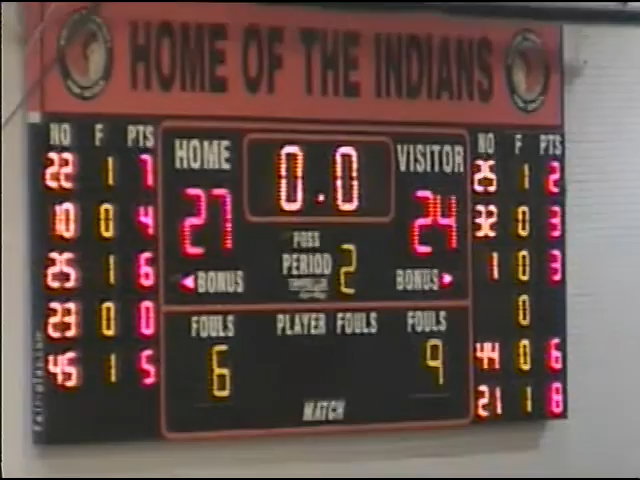 HOME OF THE INDIANS
NO F PTS
22 1 7
10 0 4
25 1 6
23 0 0
45 1 5
HOME
27
0.0
VISITOR
24
POSS
PERIOD 2
BONUS
BONUS
FOULS
6
PLAYER FOULS
FOULS
9
MATCH
NO F PTS
25 1 2
32 0 3
1 0 3
0
44 0 6
21 1 8